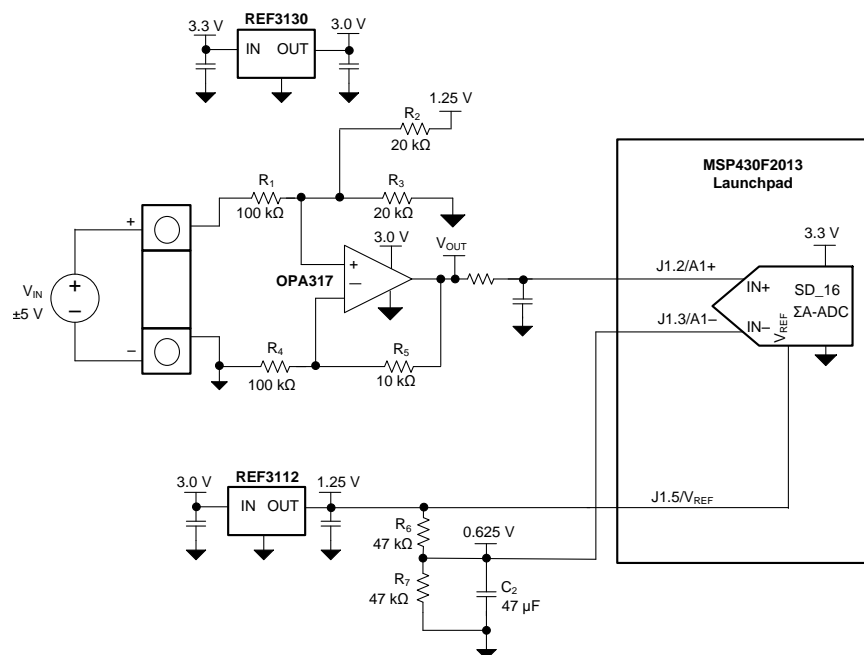 REF3130
3.3 V
3.0 V
IN OUT
1.25 V
R2
20 kΩ
R1
100 kΩ
R3
20 kΩ
MSP430F2013
Launchpad
3.3 V
+
3.0 V
VOUT
OPA317
+
−
J1.2/A1+
IN+
SD_16
ΣA-ADC
VIN
±5 V
+
−
J1.3/A1–
IN−
VREF
−
R4
100 kΩ
R5
10 kΩ
REF3112
3.0 V
1.25 V
IN OUT
J1.5/VREF
R6
47 kΩ
0.625 V
R7
47 kΩ
C2
47 µF